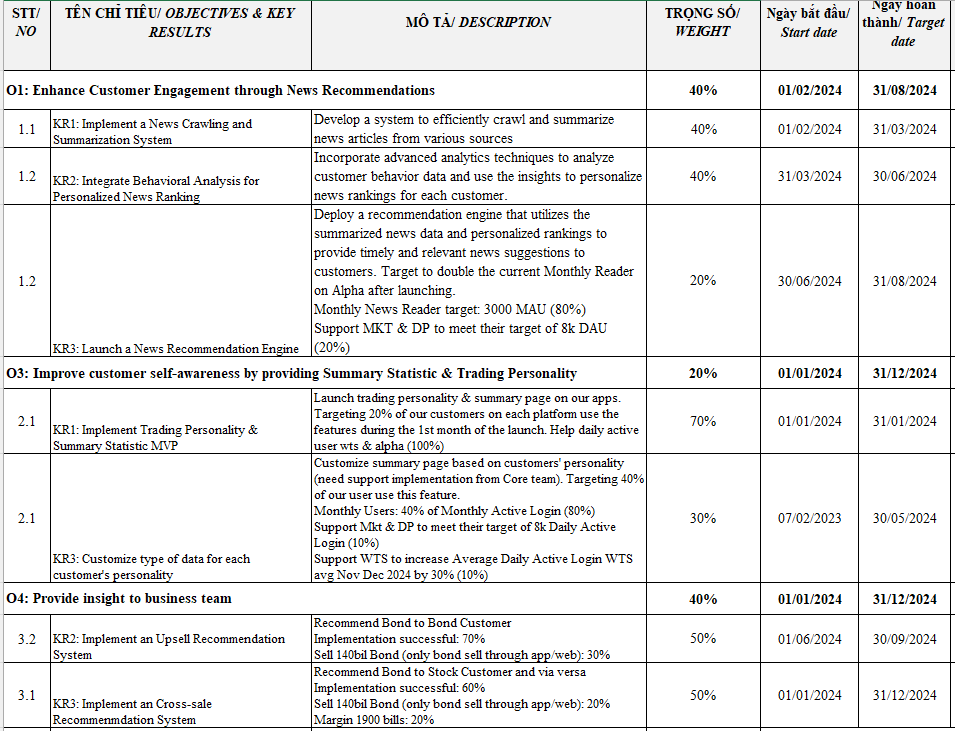 STT/
NO
TÊN CHỈ TIÊU/ OBJECTIVES & KEY
RESULTS
MÔ TẢ/ DESCRIPTION
TRỌNG SỐ/
WEIGHT
Ngày bắt đầu/
Start date
Ngày hoàn
thành/ Target
date
O1: Enhance Customer Engagement through News Recommendations
40%
01/02/2024
31/08/2024
1.1
KR1: Implement a News Crawling and
Summarization System
Develop a system to efficiently crawl and summarize
news articles from various sources
40%
01/02/2024
31/03/2024
1.2
KR2: Integrate Behavioral Analysis for
Personalized News Ranking
Incorporate advanced analytics techniques to analyze
customer behavior data and use the insights to personalize
news rankings for each customer.
40%
31/03/2024
30/06/2024
1.2
KR3: Launch a News Recommendation Engine
Deploy a recommendation engine that utilizes the
summarized news data and personalized rankings to
provide timely and relevant news suggestions to
customers. Target to double the current Monthly Reader
on Alpha after launching.
Monthly News Reader target: 3000 MAU (80%)
Support MKT & DP to meet their target of 8k DAU
(20%)
20%
30/06/2024
31/08/2024
O3: Improve customer self-awareness by providing Summary Statistic & Trading Personality
20%
01/01/2024
31/12/2024
2.1
KR1: Implement Trading Personality &
Summary Statistic MVP
Launch trading personality & summary page on our apps.
Targeting 20% of our customers on each platform use the
features during the 1st month of the launch. Help daily active
user wts & alpha (100%)
70%
01/01/2024
31/01/2024
2.1
KR3: Customize type of data for each
customer's personality
Customize summary page based on customers' personality
(need support implementation from Core team). Targeting 40%
of our user use this feature.
Monthly Users: 40% of Monthly Active Login (80%)
Support Mkt & DP to meet their target of 8k Daily Active
Login (10%)
Support WTS to increase Average Daily Active Login WTS
avg Nov Dec 2024 by 30% (10%)
30%
07/02/2023
30/05/2024
O4: Provide insight to business team
40%
01/01/2024
31/12/2024
3.2
KR2: Implement an Upsell Recommendation
System
Recommend Bond to Bond Customer
Implementation successful: 70%
Sell 140bil Bond (only bond sell through app/web): 30%
50%
01/06/2024
30/09/2024
3.1
KR3: Implement an Cross-sale
Recommenmdation System
Recommend Bond to Stock Customer and via versa
Implementation successful: 60%
Sell 140bil Bond (only bond sell through app/web): 20%
Margin 1900 bills: 20%
50%
01/01/2024
31/12/2024